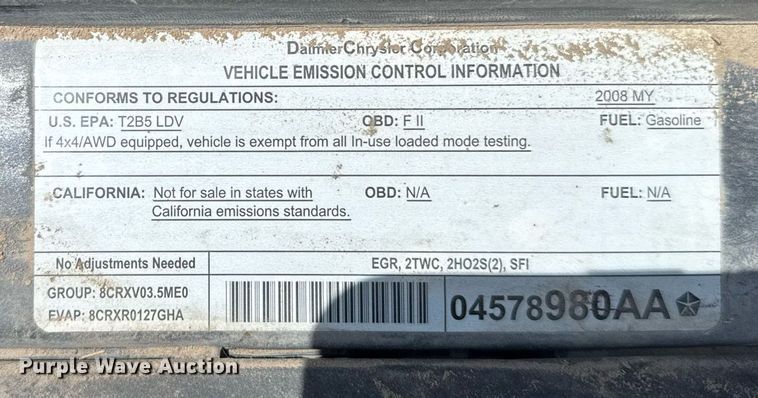 DaimlerChrysler Corporation
VEHICLE EMISSION CONTROL INFORMATION
CONFORMS TO REGULATIONS: 2008 MY
U.S. EPA: T2B5 LDV OBD: F II FUEL: Gasoline
If 4x4/AWD equipped, vehicle is exempt from all In-use loaded mode testing.
CALIFORNIA: Not for sale in states with OBD: N/A FUEL: N/A
California emissions standards.
No Adjustments Needed EGR, 2TWC, 2HO2S(2), SFI
GROUP: 8CRXV03.5ME0
EVAP: 8CRXR0127GHA
04578980AA
Purple Wave Auction